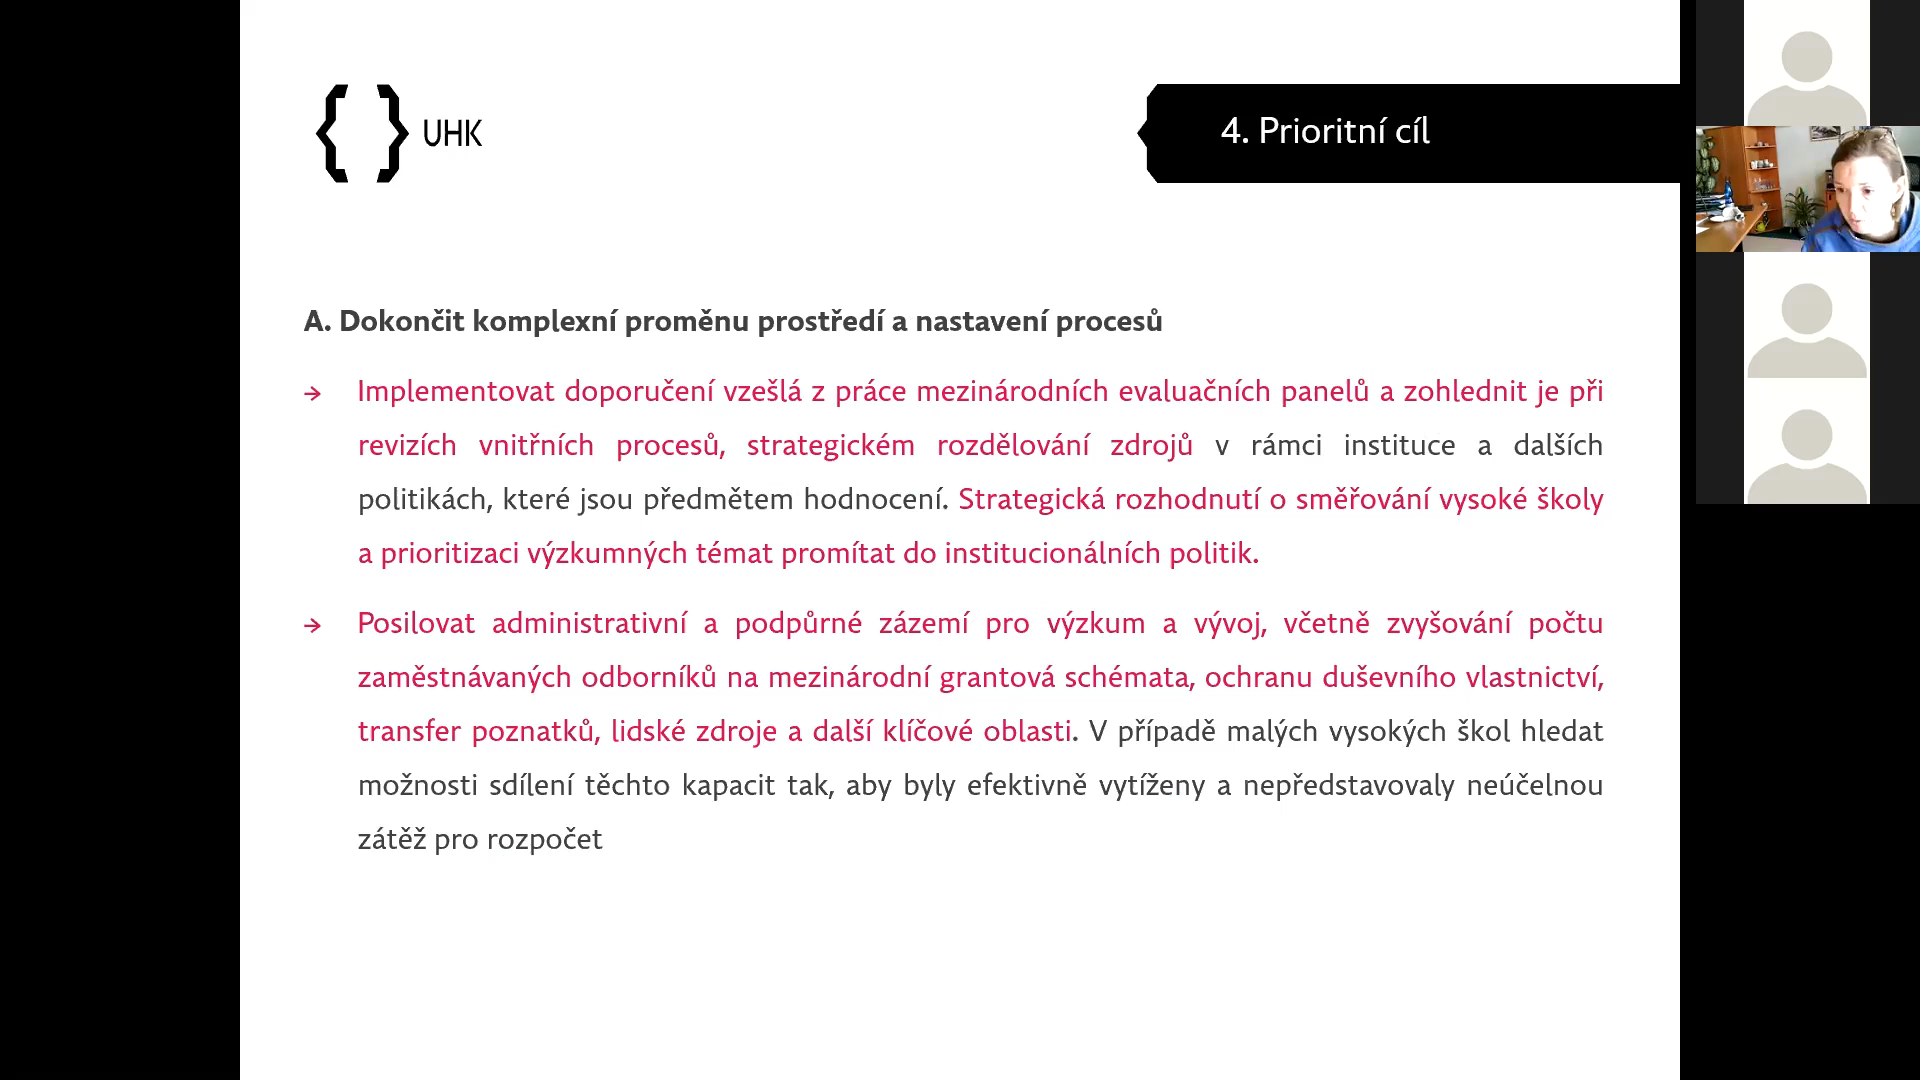 UHK
4. Prioritní cíl
A. Dokončit komplexní proměnu prostředí a nastavení procesů
→ Implementovat doporučení vzešlá z práce mezinárodních evaluačních panelů a zohlednit je při
revizích vnitřních procesů, strategickém rozdělování zdrojů v rámci instituce a dalších
politikách, které jsou předmětem hodnocení. Strategická rozhodnutí o směřování vysoké školy
a prioritizaci výzkumných témat promítat do institucionálních politik.
→ Posilovat administrativní a podpůrné zázemí pro výzkum a vývoj, včetně zvyšování počtu
zaměstnávaných odborníků na mezinárodní grantová schémata, ochranu duševního vlastnictví,
transfer poznatků, lidské zdroje a další klíčové oblasti. V případě malých vysokých škol hledat
možnosti sdílení těchto kapacit tak, aby byly efektivně vytíženy a nepředstavovaly neúčelnou
zátěž pro rozpočet